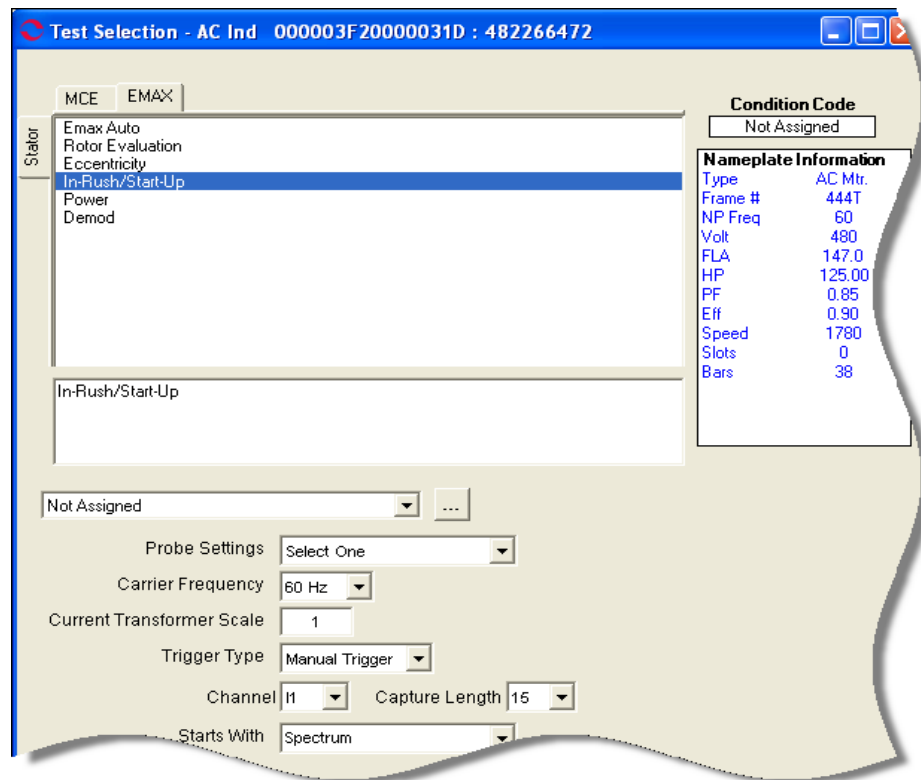 Test Selection - AC Ind 000003F20000031D : 482266472
MCE EMAX
Stator
Emax Auto
Rotor Evaluation
Eccentricity
In-Rush/Start-Up
Power
Demod
In-Rush/Start-Up
Condition Code
Not Assigned
Nameplate Information
Type AC Mtr.
Frame # 444T
NP Freq 60
Volt 480
FLA 147.0
HP 125.00
PF 0.85
Eff 0.90
Speed 1780
Slots 0
Bars 38
Not Assigned ...
Probe Settings Select One
Carrier Frequency 60 Hz
Current Transformer Scale 1
Trigger Type Manual Trigger
Channel I1 Capture Length 15
Starts With Spectrum